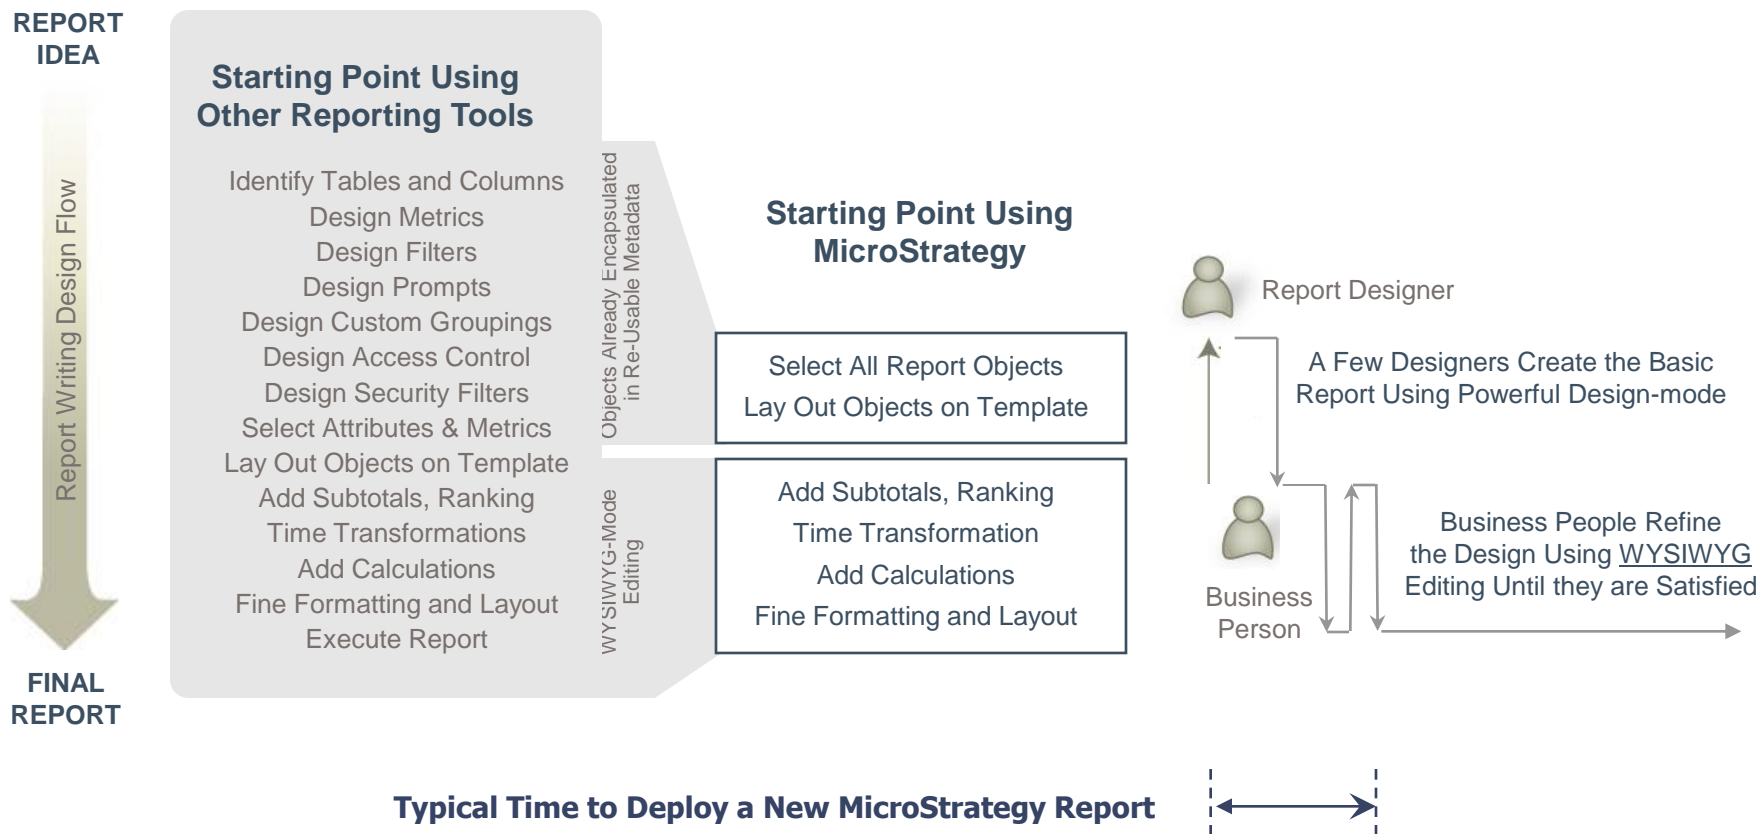 REPORT
IDEA
Report Writing Design Flow
FINAL
REPORT
Starting Point Using
Other Reporting Tools
Identify Tables and Columns
Design Metrics
Design Filters
Design Prompts
Design Custom Groupings
Design Access Control
Design Security Filters
Select Attributes & Metrics
Lay Out Objects on Template
Add Subtotals, Ranking
Time Transformations
Add Calculations
Fine Formatting and Layout
Execute Report
Objects Already Encapsulated
in Re-Usable Metadata
WYSIWYG-Mode
Editing
Starting Point Using
MicroStrategy
Select All Report Objects
Lay Out Objects on Template
Add Subtotals, Ranking
Time Transformation
Add Calculations
Fine Formatting and Layout
Report Designer
A Few Designers Create the Basic
Report Using Powerful Design-mode
Business
Person
Business People Refine
the Design Using WYSIWYG
Editing Until they are Satisfied
Typical Time to Deploy a New MicroStrategy Report